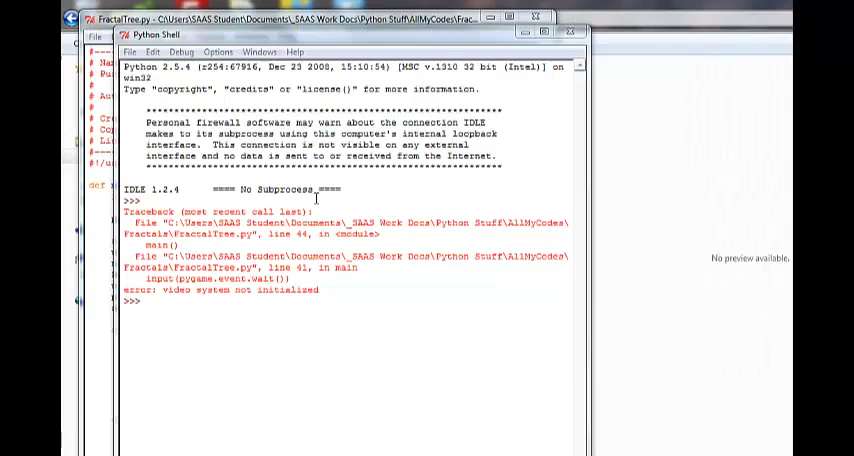 FractalTree.py - C:\Users\SAAS Student\Documents\_SAAS Work Docs\Python Stuff\AllMyCodes\Frac...
File
Python Shell
File Edit Debug Options Windows Help
Python 2.5.4 (r254:67916, Dec 23 2008, 15:10:54) [MSC v.1310 32 bit (Intel)] on
win32
Type "copyright", "credits" or "license()" for more information.
****************************************************************
Personal firewall software may warn about the connection IDLE
makes to its subprocess using this computer's internal loopback
interface. This connection is not visible on any external
interface and no data is sent to or received from the Internet.
****************************************************************
IDLE 1.2.4 ==== No Subprocess ====
>>>
Traceback (most recent call last):
File "C:\Users\SAAS Student\Documents\_SAAS Work Docs\Python Stuff\AllMyCodes\
Fractals\FractalTree.py", line 44, in <module>
main()
File "C:\Users\SAAS Student\Documents\_SAAS Work Docs\Python Stuff\AllMyCodes\
Fractals\FractalTree.py", line 41, in main
input(pygame.event.wait())
error: video system not initialized
>>>
#---
# Na
# Pu
#
# Au
#
# Cr
# Co
# Li
#---
#!/u
def
No preview available.